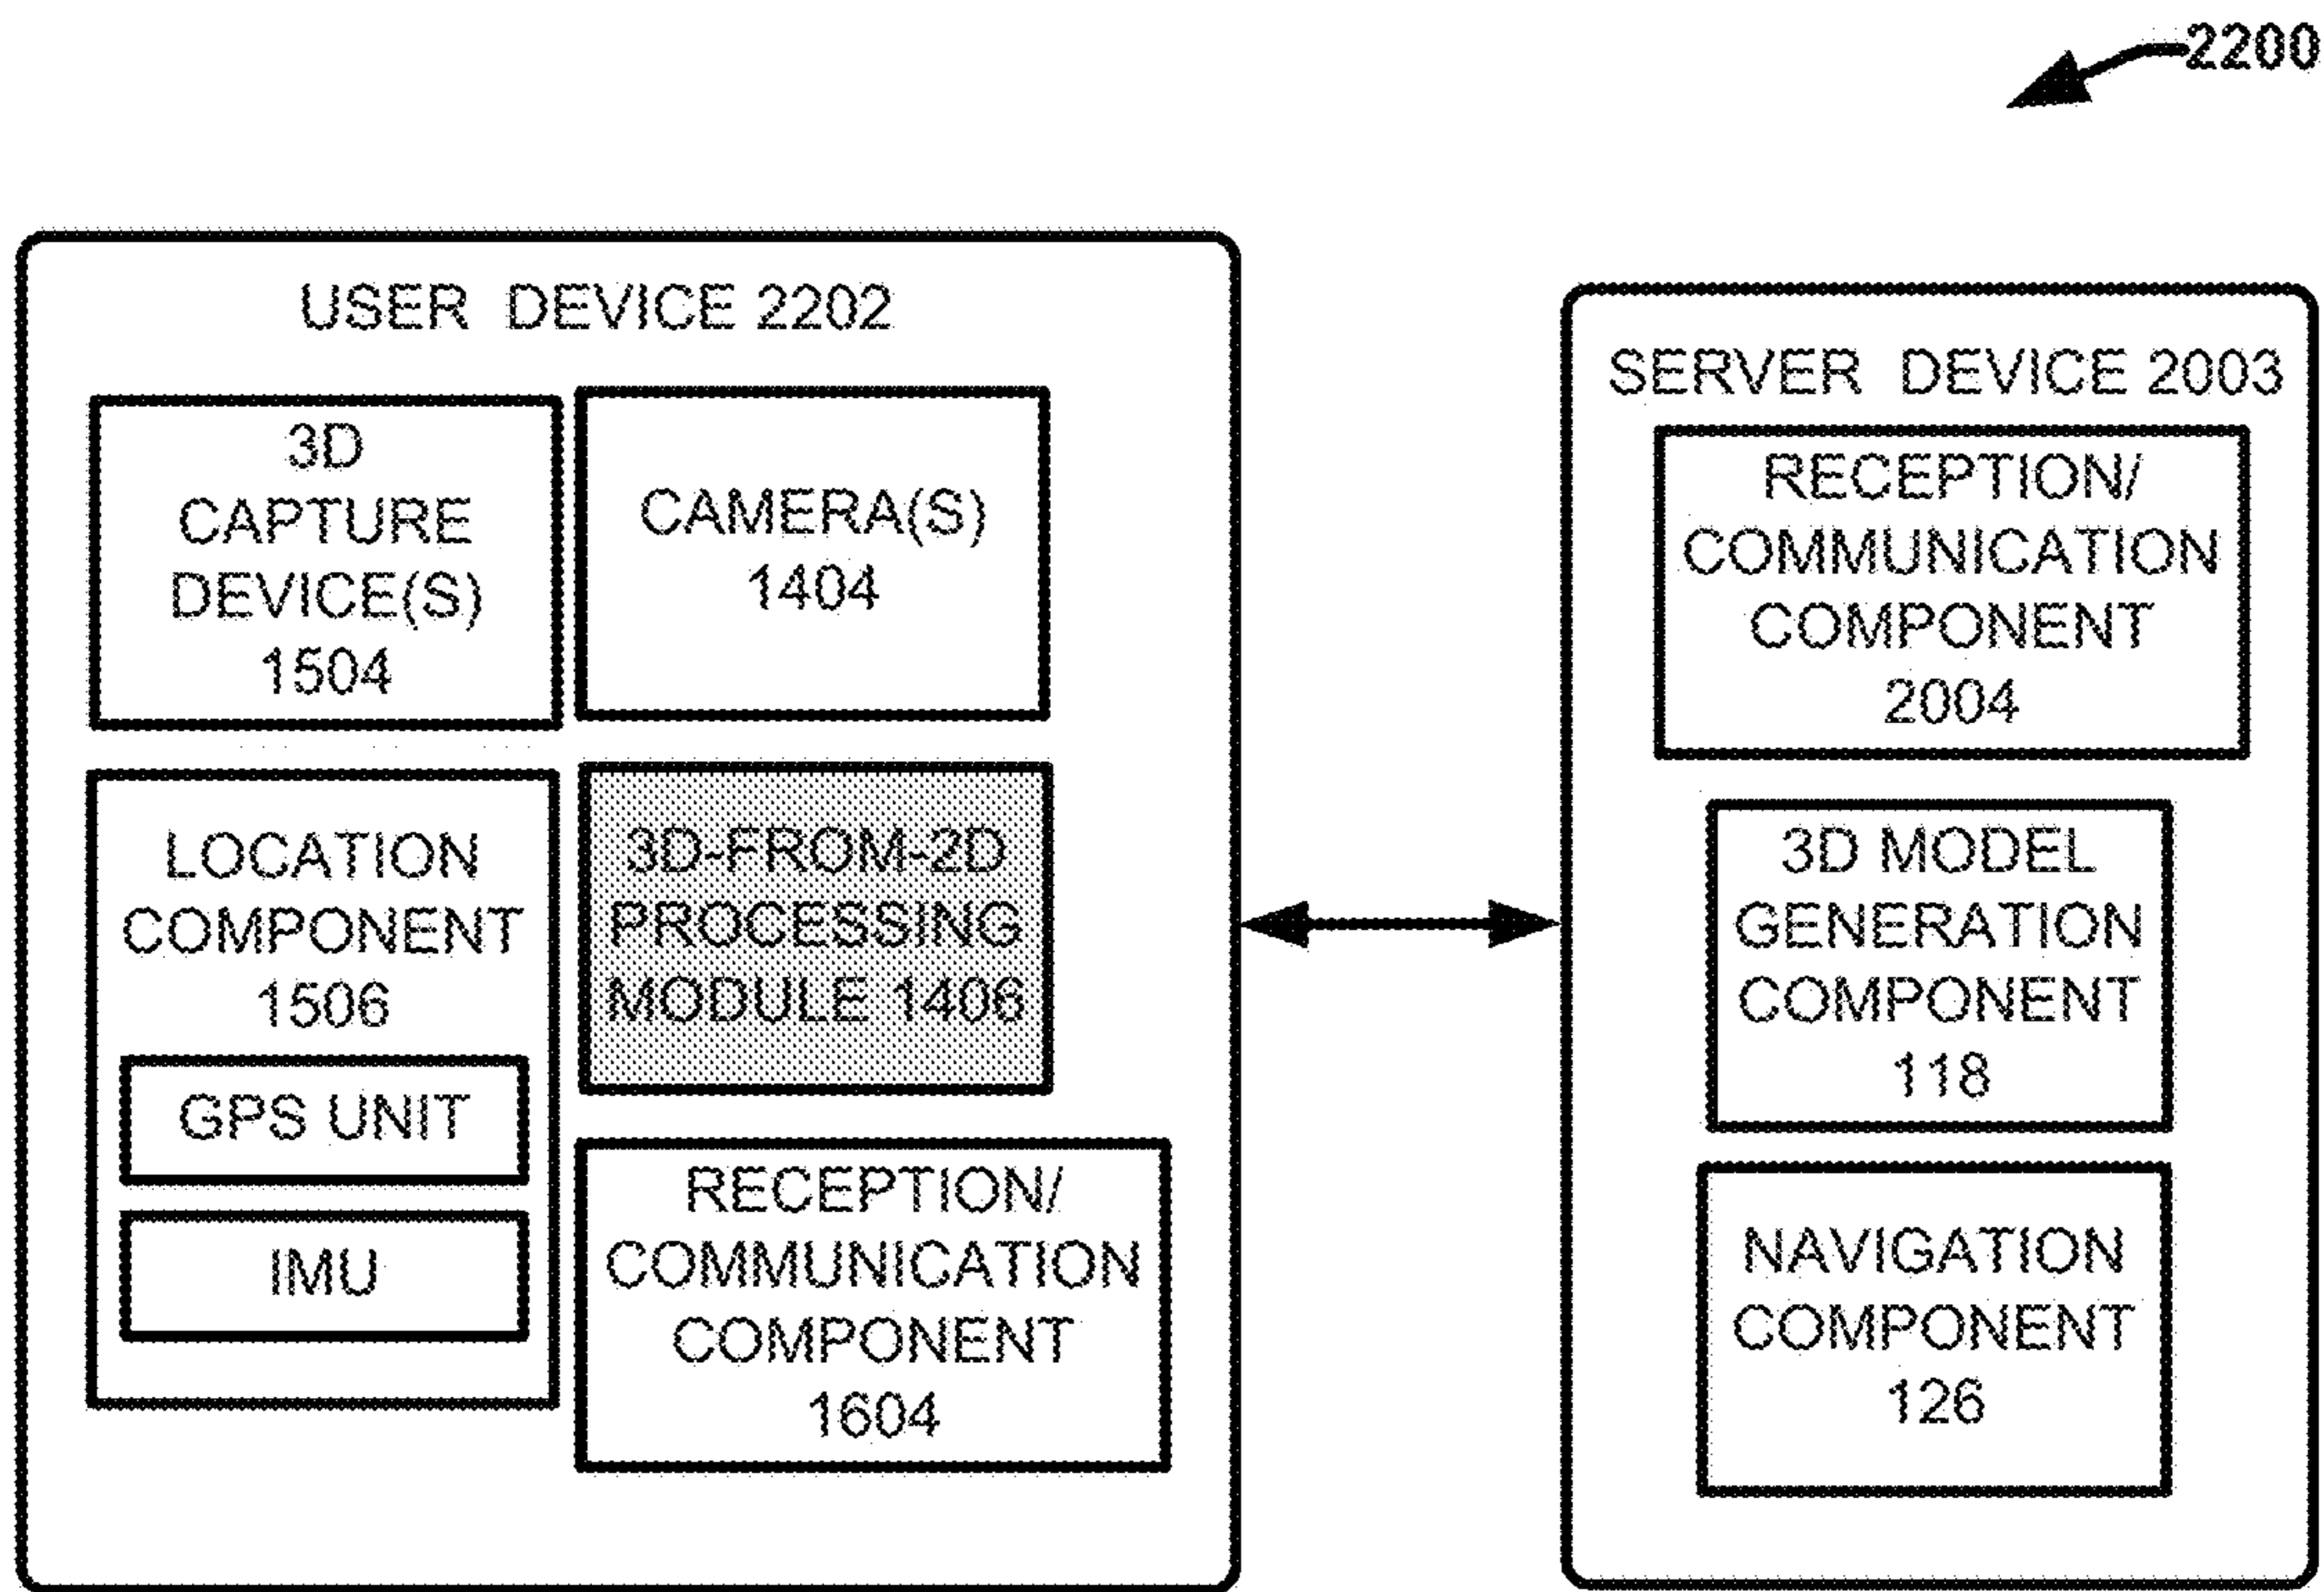 2200
USER DEVICE 2202
3D
CAPTURE
DEVICE(S)
1504
CAMERA(S)
1404
LOCATION
COMPONENT
1506
GPS UNIT
IMU
3D-FROM-2D
PROCESSING
MODULE 1406
RECEPTION/
COMMUNICATION
COMPONENT
1604
SERVER DEVICE 2003
RECEPTION/
COMMUNICATION
COMPONENT
2004
3D MODEL
GENERATION
COMPONENT
118
NAVIGATION
COMPONENT
126